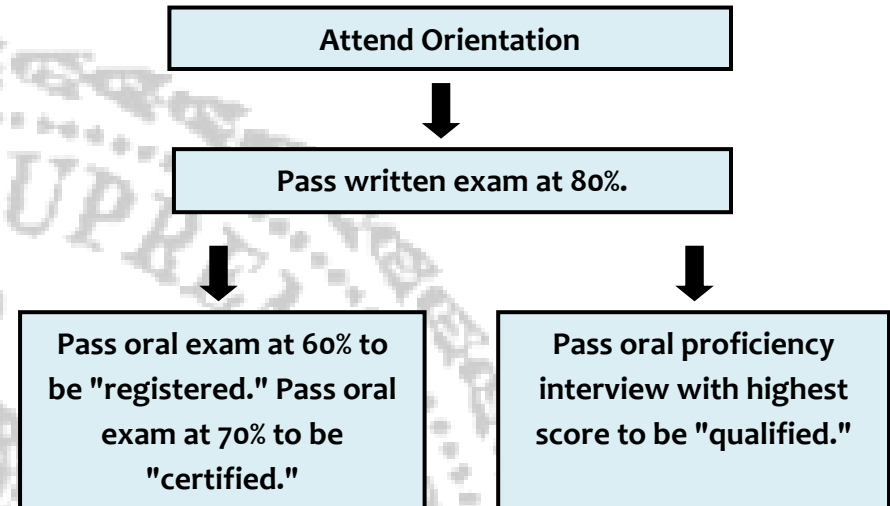 Attend Orientation
Pass written exam at 80%.
Pass oral exam at 60% to
be "registered." Pass oral
exam at 70% to be
"certified."
Pass oral proficiency
interview with highest
score to be "qualified."
UPRE